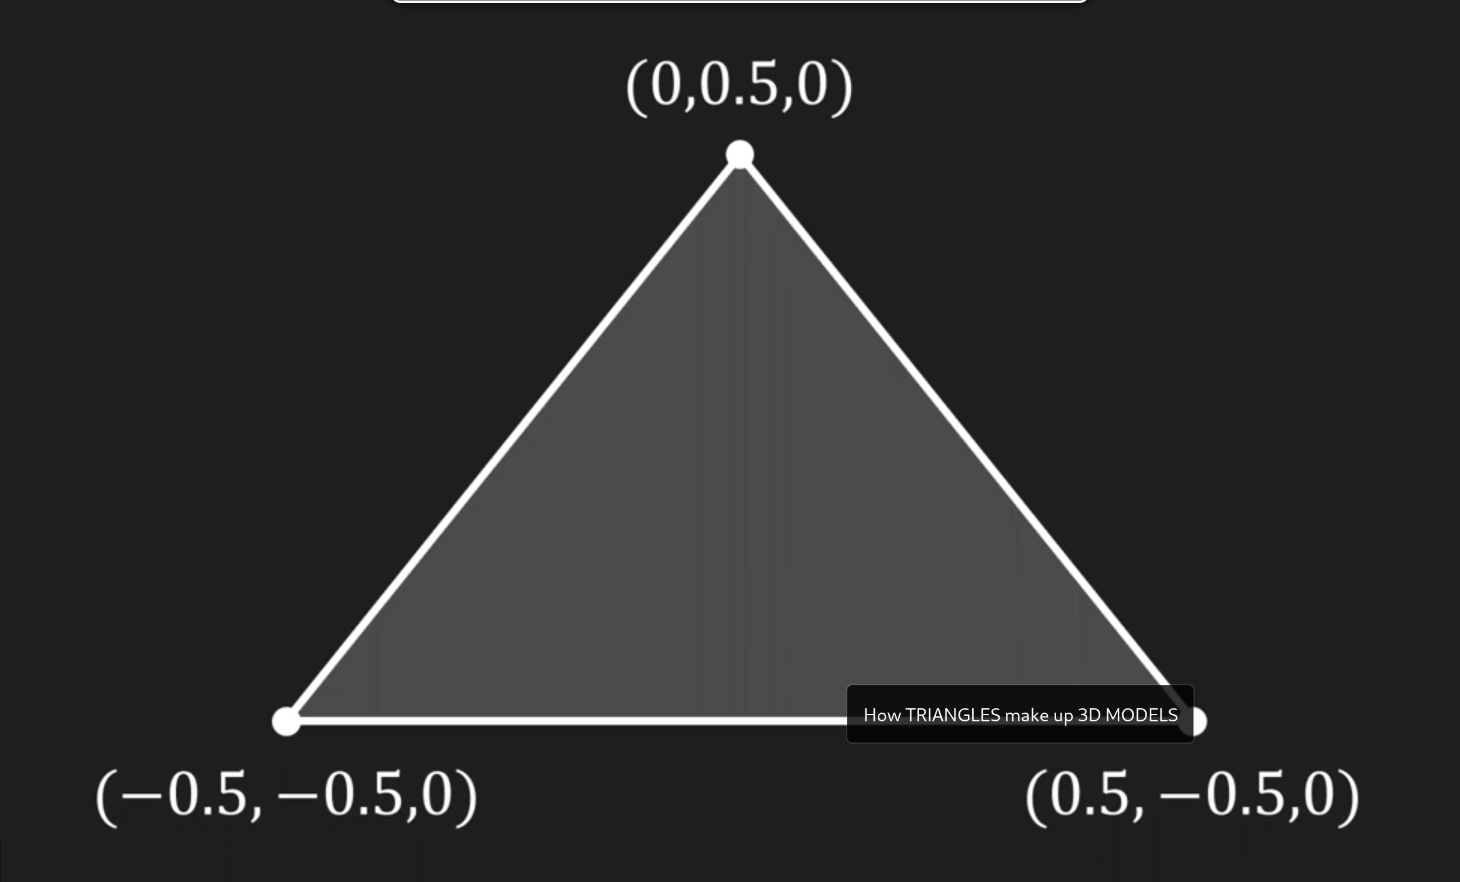 (0,0.5,0)
How TRIANGLES make up 3D MODELS
(−0.5, −0.5,0)
(0.5, −0.5,0)